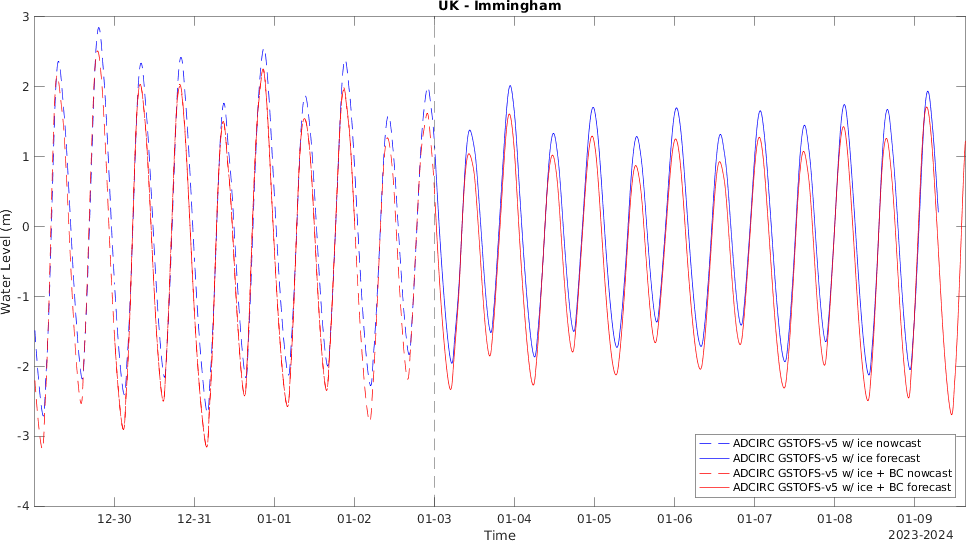 UK - Immingham
3
2
1
0
-1
-2
-3
-4
Water Level (m)
ADCIRC GSTOFS-v5 w/ ice nowcast
ADCIRC GSTOFS-v5 w/ ice forecast
ADCIRC GSTOFS-v5 w/ ice + BC nowcast
ADCIRC GSTOFS-v5 w/ ice + BC forecast
12-30 12-31 01-01 01-02 01-03 01-04 01-05 01-06 01-07 01-08 01-09
Time
2023-2024